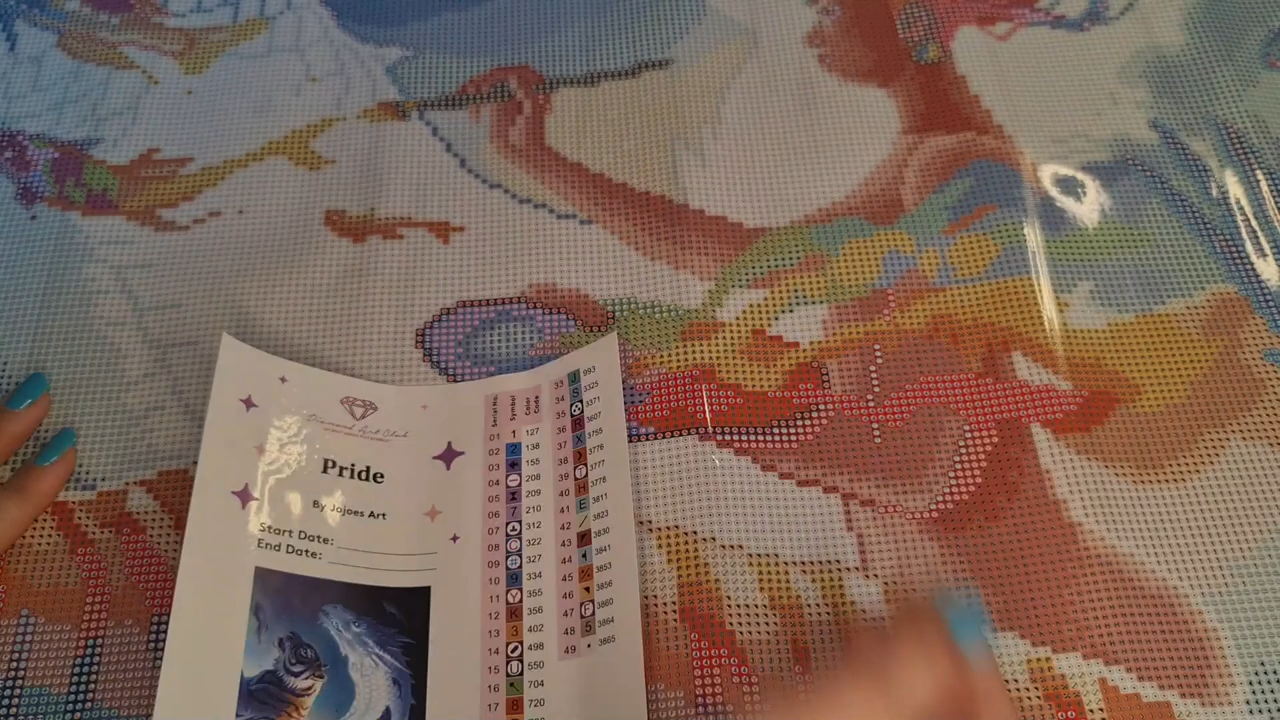 Diamond Art Club
Pride
By Jojoes Art
Start Date:
End Date:
Serial No. Symbol Color Code
01 1 127
02 2 138
03 155
04 208
05 209
06 7 210
07 312
08 C 322
09 # 327
10 9 334
11 Y 355
12 K 356
13 3 402
14 498
15 U 550
16 704
17 8 720
33 J 993
34 S 3325
35 3371
36 R 3607
37 X 3755
38 3776
39 T 3777
40 H 3778
41 E 3811
42 / 3823
43 3830
44 3841
45 3853
46 3856
47 F 3860
48 5 3864
49 3865